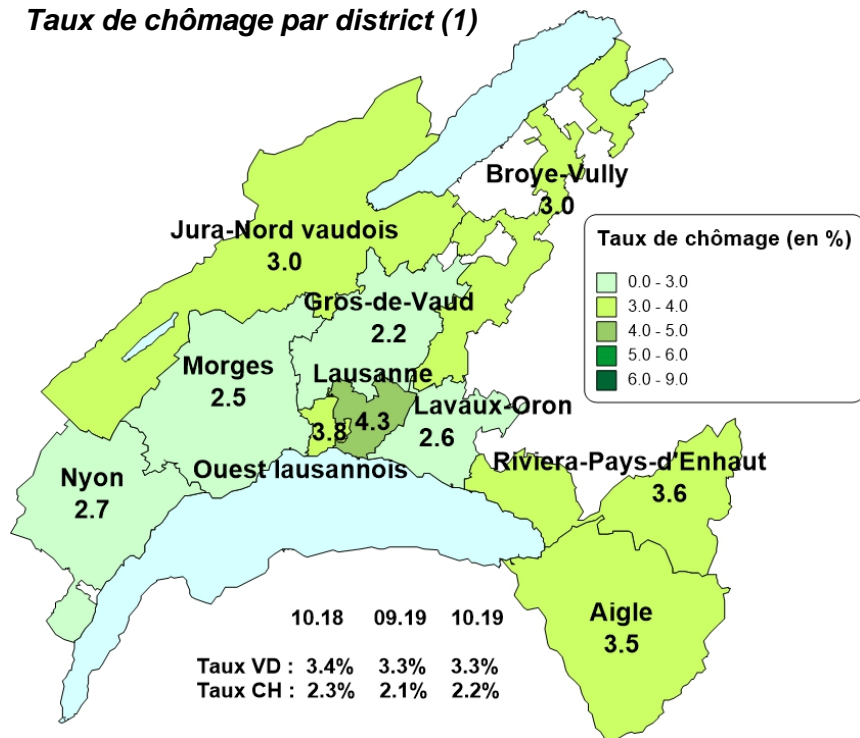 Taux de chômage par district (1)
Broye-Vully
3.0
Jura-Nord vaudois
3.0
Taux de chômage (en %)
0.0 - 3.0
3.0 - 4.0
4.0 - 5.0
5.0 - 6.0
6.0 - 9.0
Gros-de-Vaud
2.2
Morges
2.5
Lausanne
4.3
Lavaux-Oron
2.6
3.8
Ouest lausannois
Riviera-Pays-d'Enhaut
3.6
Nyon
2.7
Aigle
3.5
10.18 09.19 10.19
Taux VD : 3.4% 3.3% 3.3%
Taux CH : 2.3% 2.1% 2.2%